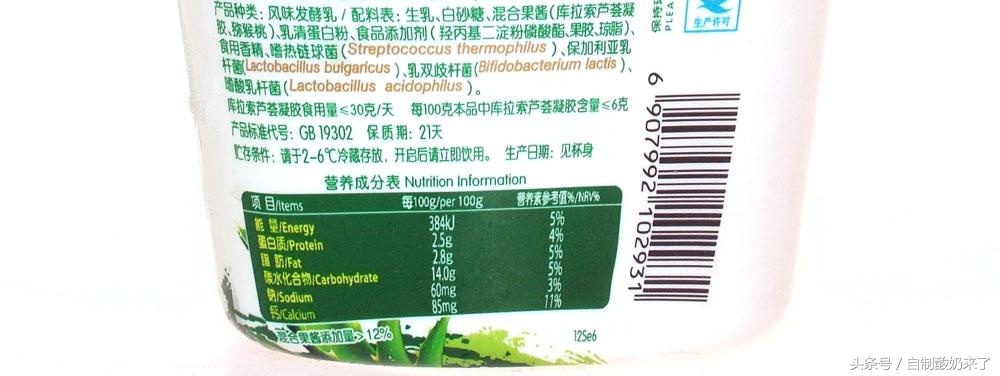 产品种类：风味发酵乳 / 配料表：生乳、白砂糖、混合果酱（库拉索芦荟凝
胶、猕猴桃）、乳清蛋白粉、食品添加剂（羟丙基二淀粉磷酸酯,果胶,琼脂）、
食用香精、嗜热链球菌（Streptococcus thermophilus）、保加利亚乳
杆菌（Lactobacillus bulgaricus）、乳双歧杆菌（Bifidobacterium lactis）、
嗜酸乳杆菌（Lactobacillus acidophilus）。
库拉索芦荟凝胶食用量≤30克/天 每100克本品中库拉索芦荟凝胶含量≤6克
产品标准代号：GB 19302 保质期：21天
贮存条件：请于2-6℃冷藏存放，开启后请立即饮用。 生产日期：见杯身
营养成分表 Nutrition Information
项 目/Items 每100g/per 100g 营养素参考值%/NRV%
能 量/Energy 384kJ 5%
蛋白质/Protein 2.5g 4%
脂 肪/Fat 2.8g 5%
碳水化合物/Carbohydrate 14.0g 5%
钠/Sodium 60mg 3%
钙/Calcium 85mg 11%
混合果酱添加量>12%
12Se6
生产许可
PLEA
6 907992 102931
头条号 / 自制酸奶来了